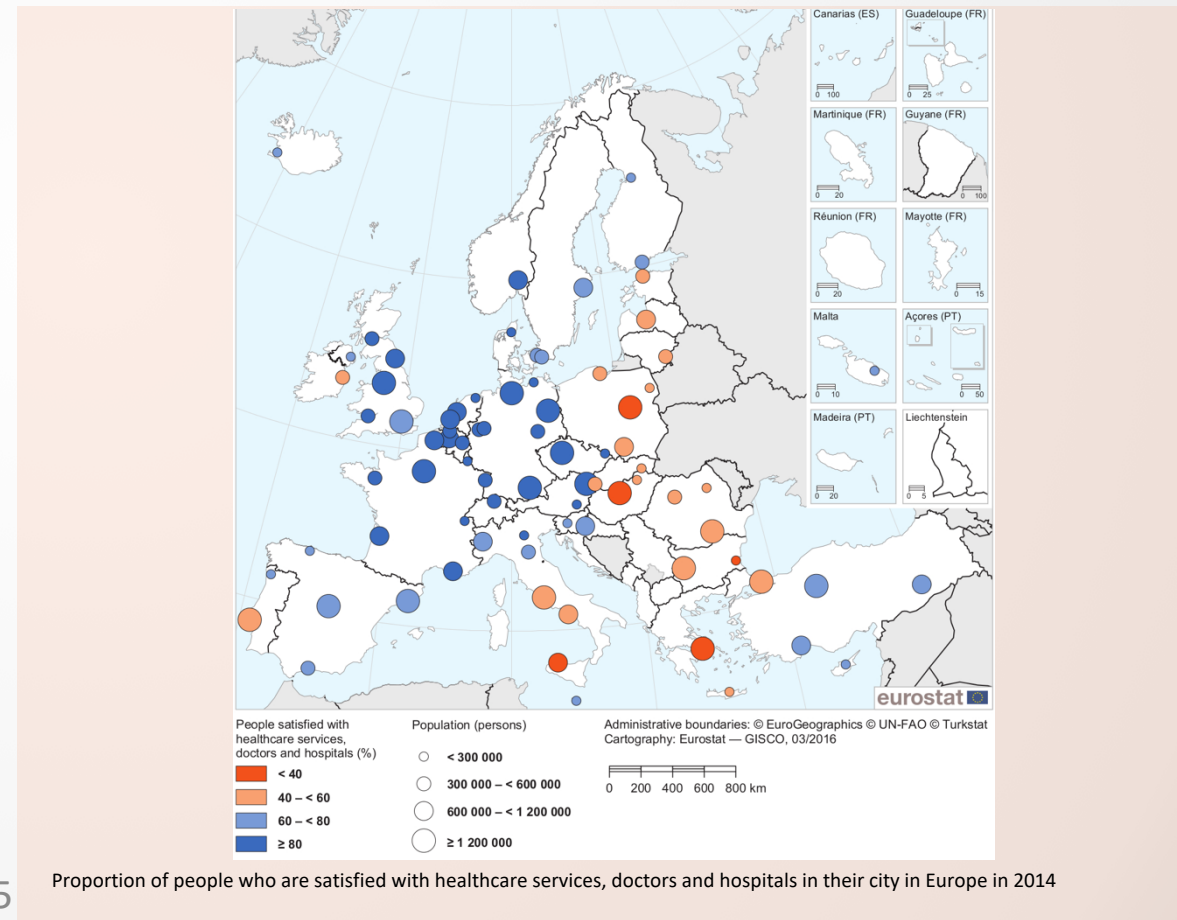 Canarias (ES)
0 100
Guadeloupe (FR)
0 25
Martinique (FR)
0 20
Guyane (FR)
0 100
Réunion (FR)
0 20
Mayotte (FR)
0 15
Malta
0 10
Açores (PT)
0 50
Madeira (PT)
0 20
Liechtenstein
0 5
eurostat
People satisfied with
healthcare services,
doctors and hospitals (%)
< 40
40 – < 60
60 – < 80
≥ 80
Population (persons)
< 300 000
300 000 – < 600 000
600 000 – < 1 200 000
≥ 1 200 000
Administrative boundaries: © EuroGeographics © UN-FAO © Turkstat
Cartography: Eurostat — GISCO, 03/2016
0 200 400 600 800 km
Proportion of people who are satisfied with healthcare services, doctors and hospitals in their city in Europe in 2014
5